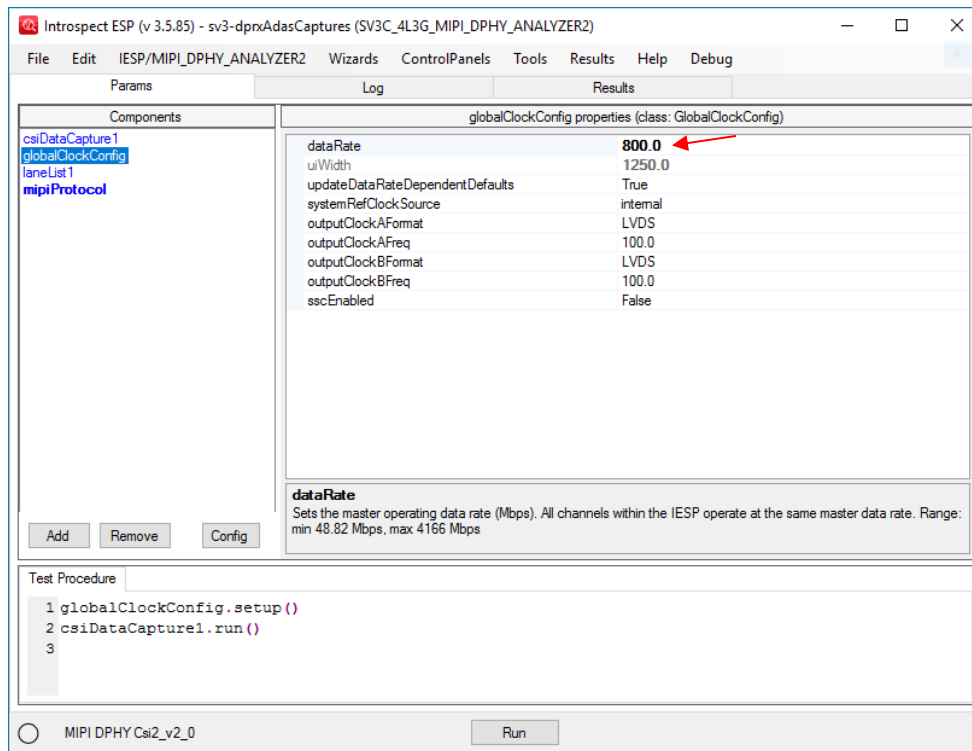 Introspect ESP (v 3.5.85) - sv3-dprxAdasCaptures (SV3C_4L3G_MIPI_DPHY_ANALYZER2)
File Edit IESP/MIPI_DPHY_ANALYZER2 Wizards ControlPanels Tools Results Help Debug
Params Log Results
Components
csiDataCapture1
globalClockConfig
laneList1
mipiProtocol
Add Remove Config
globalClockConfig properties (class: GlobalClockConfig)
dataRate 800.0
uiWidth 1250.0
updateDataRateDependentDefaults True
systemRefClockSource internal
outputClockAFormat LVDS
outputClockAFreq 100.0
outputClockBFormat LVDS
outputClockBFreq 100.0
sscEnabled False
dataRate
Sets the master operating data rate (Mbps). All channels within the IESP operate at the same master data rate. Range:
min 48.82 Mbps, max 4166 Mbps
Test Procedure
1 globalClockConfig.setup()
2 csiDataCapture1.run()
3
MIPI DPHY Csi2_v2_0 Run